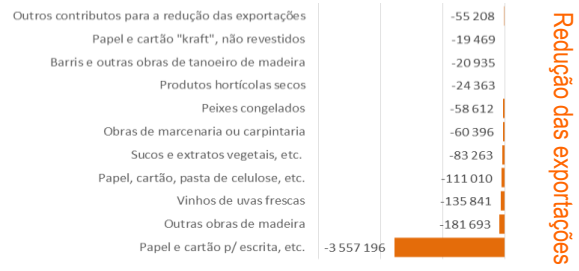 Outros contributos para a redução das exportações -55 208
Papel e cartão "kraft", não revestidos -19 469
Barris e outras obras de tanoeiro de madeira -20 935
Produtos hortícolas secos -24 363
Peixes congelados -58 612
Obras de marcenaria ou carpintaria -60 396
Sucos e extratos vegetais, etc. -83 263
Papel, cartão, pasta de celulose, etc. -111 010
Vinhos de uvas frescas -135 841
Outras obras de madeira -181 693
Papel e cartão p/ escrita, etc. -3 557 196
Redução das exportações